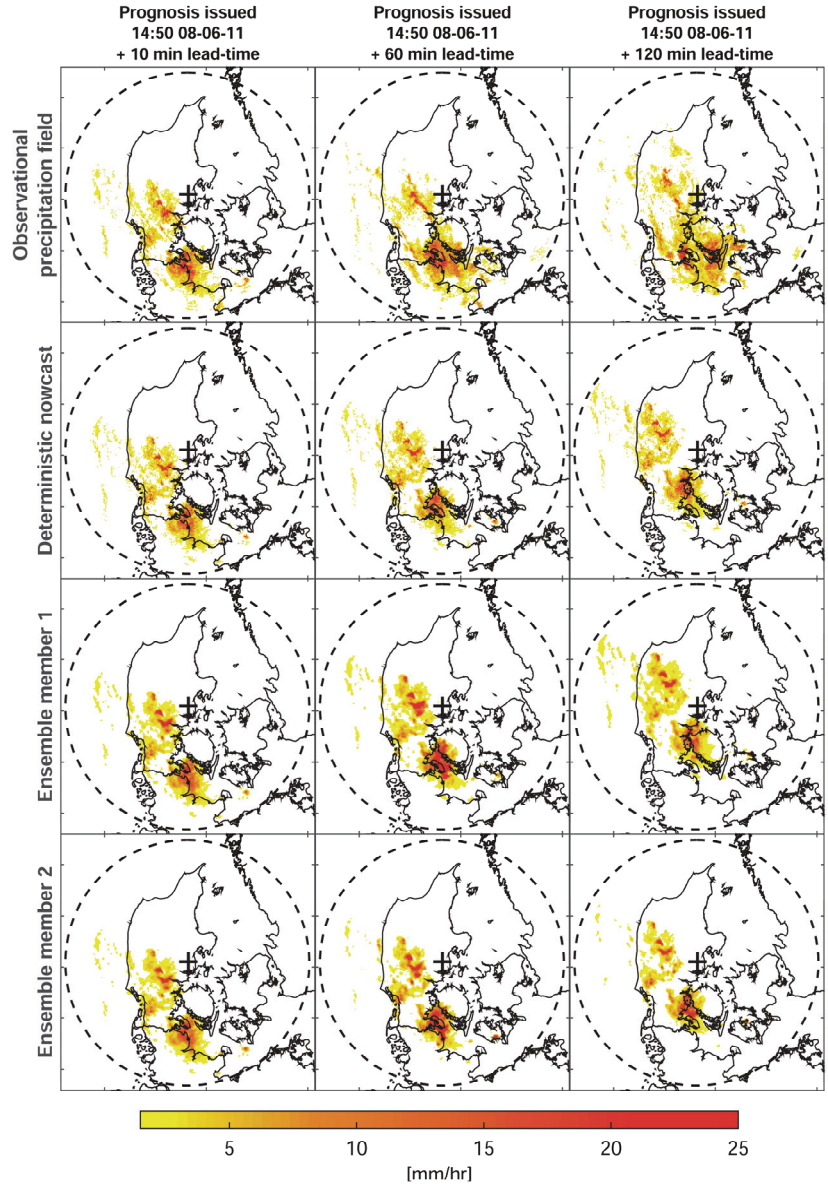 Prognosis issued
14:50 08-06-11
+ 10 min lead-time
Prognosis issued
14:50 08-06-11
+ 60 min lead-time
Prognosis issued
14:50 08-06-11
+ 120 min lead-time
Observational
precipitation field
Deterministic nowcast
Ensemble member 1
Ensemble member 2
5 10 15 20 25
[mm/hr]